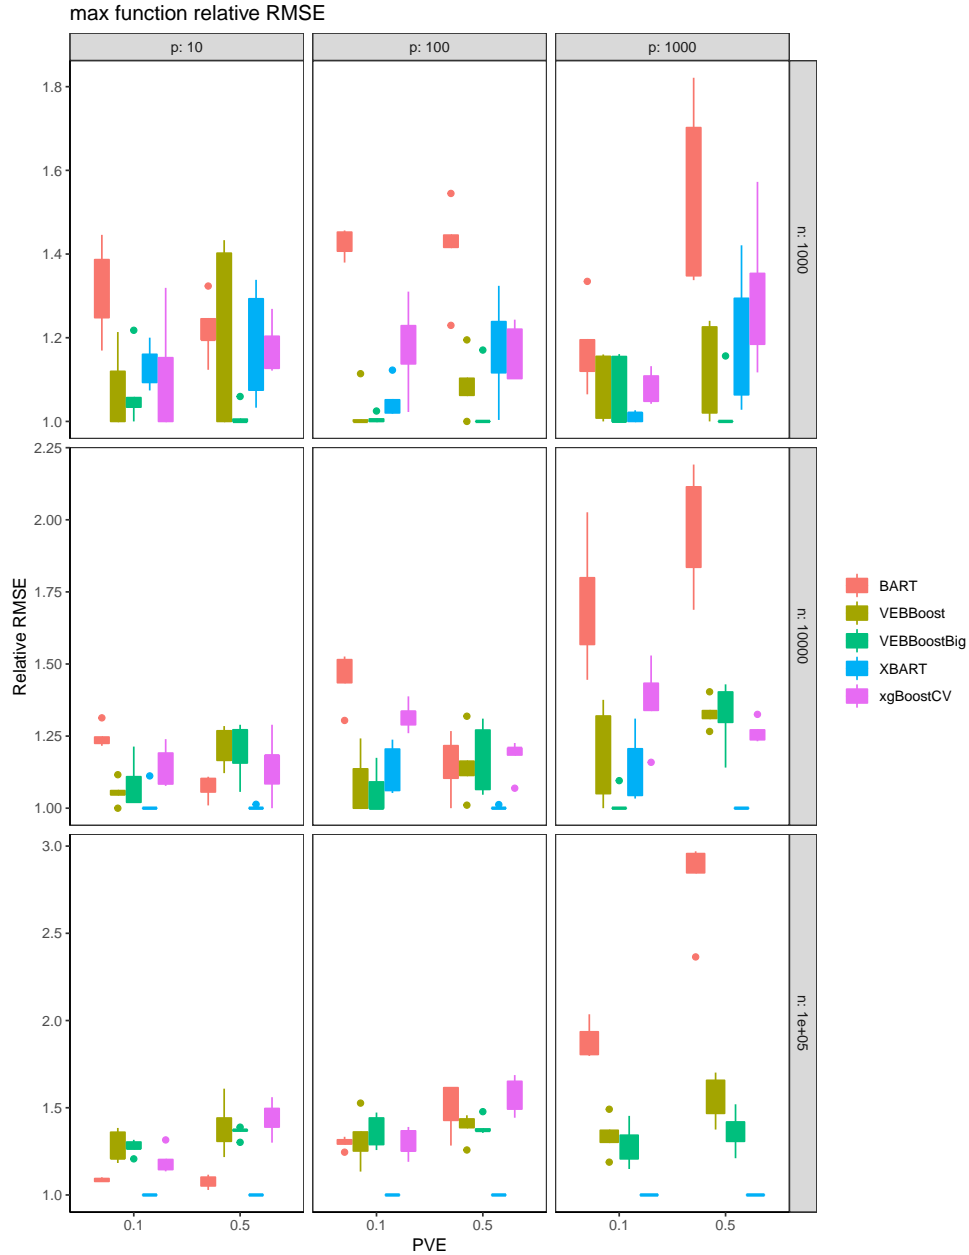 max function relative RMSE
p: 10
p: 100
p: 1000
1.8
1.6
1.4
1.2
1.0
n: 1000
2.25
2.00
1.75
1.50
1.25
1.00
n: 10000
3.0
2.5
2.0
1.5
1.0
n: 1e+05
Relative RMSE
0.1
0.5
0.1
0.5
0.1
0.5
PVE
BART
VEBBoost
VEBBoostBig
XBART
xgBoostCV